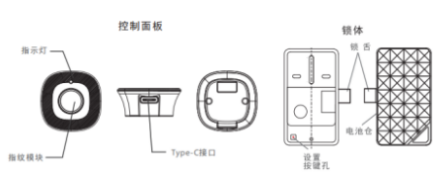 控制面板
锁体
指示灯
锁 舌
指纹模块
Type-C接口
电池仓
设置
按键孔